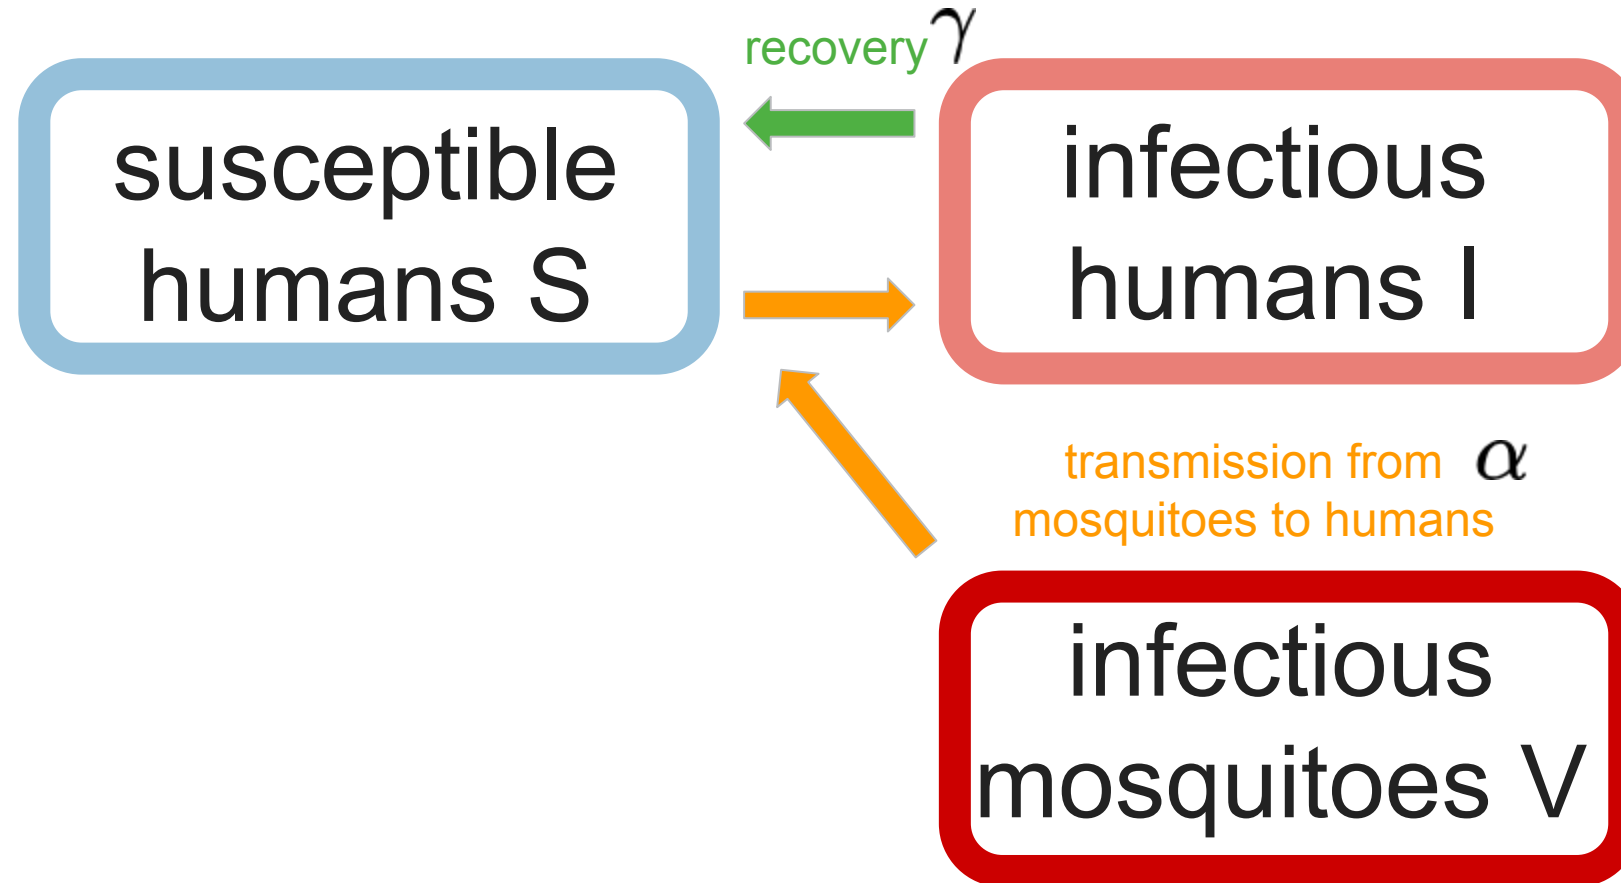 recovery γ
susceptible
humans S
infectious
humans I
transmission from α
mosquitoes to humans
infectious
mosquitoes V